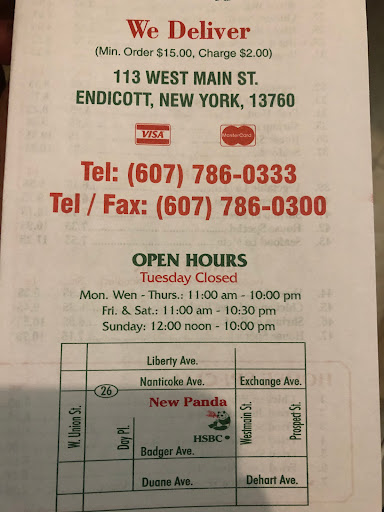 We Deliver
(Min. Order $15.00, Charge $2.00)
113 WEST MAIN ST.
ENDICOTT, NEW YORK, 13760
VISA MasterCard
Tel: (607) 786-0333
Tel / Fax: (607) 786-0300
OPEN HOURS
Tuesday Closed
Mon. Wen - Thurs.: 11:00 am - 10:00 pm
Fri. & Sat.: 11:00 am - 10:30 pm
Sunday: 12:00 noon - 10:00 pm
Liberty Ave.
Nanticoke Ave. Exchange Ave.
26
New Panda
HSBC
W. Union St.
Day Pl.
Westmain St.
Prospect St.
Badger Ave.
Duane Ave. Dehart Ave.